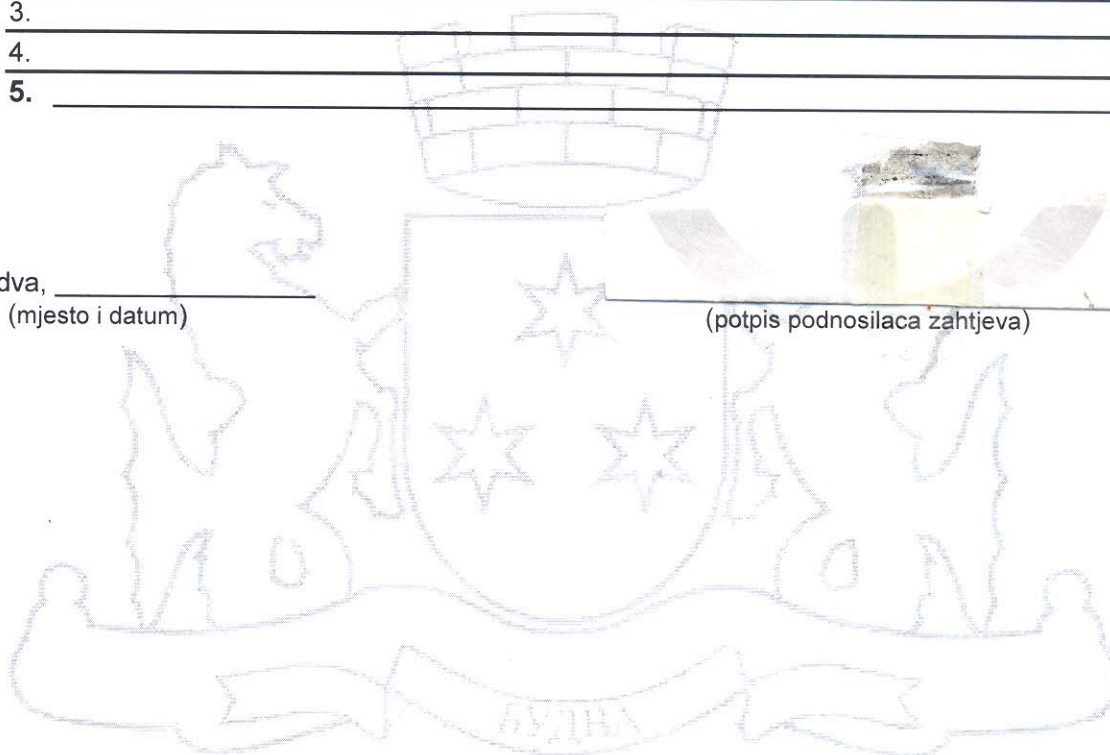 3.
4.
5.
dva,
(mjesto i datum)
(potpis podnosilaca zahtjeva)